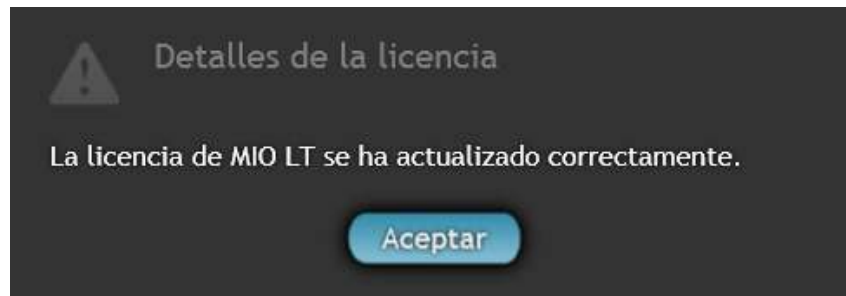 Detalles de la licencia
La licencia de MIO LT se ha actualizado correctamente.
Aceptar